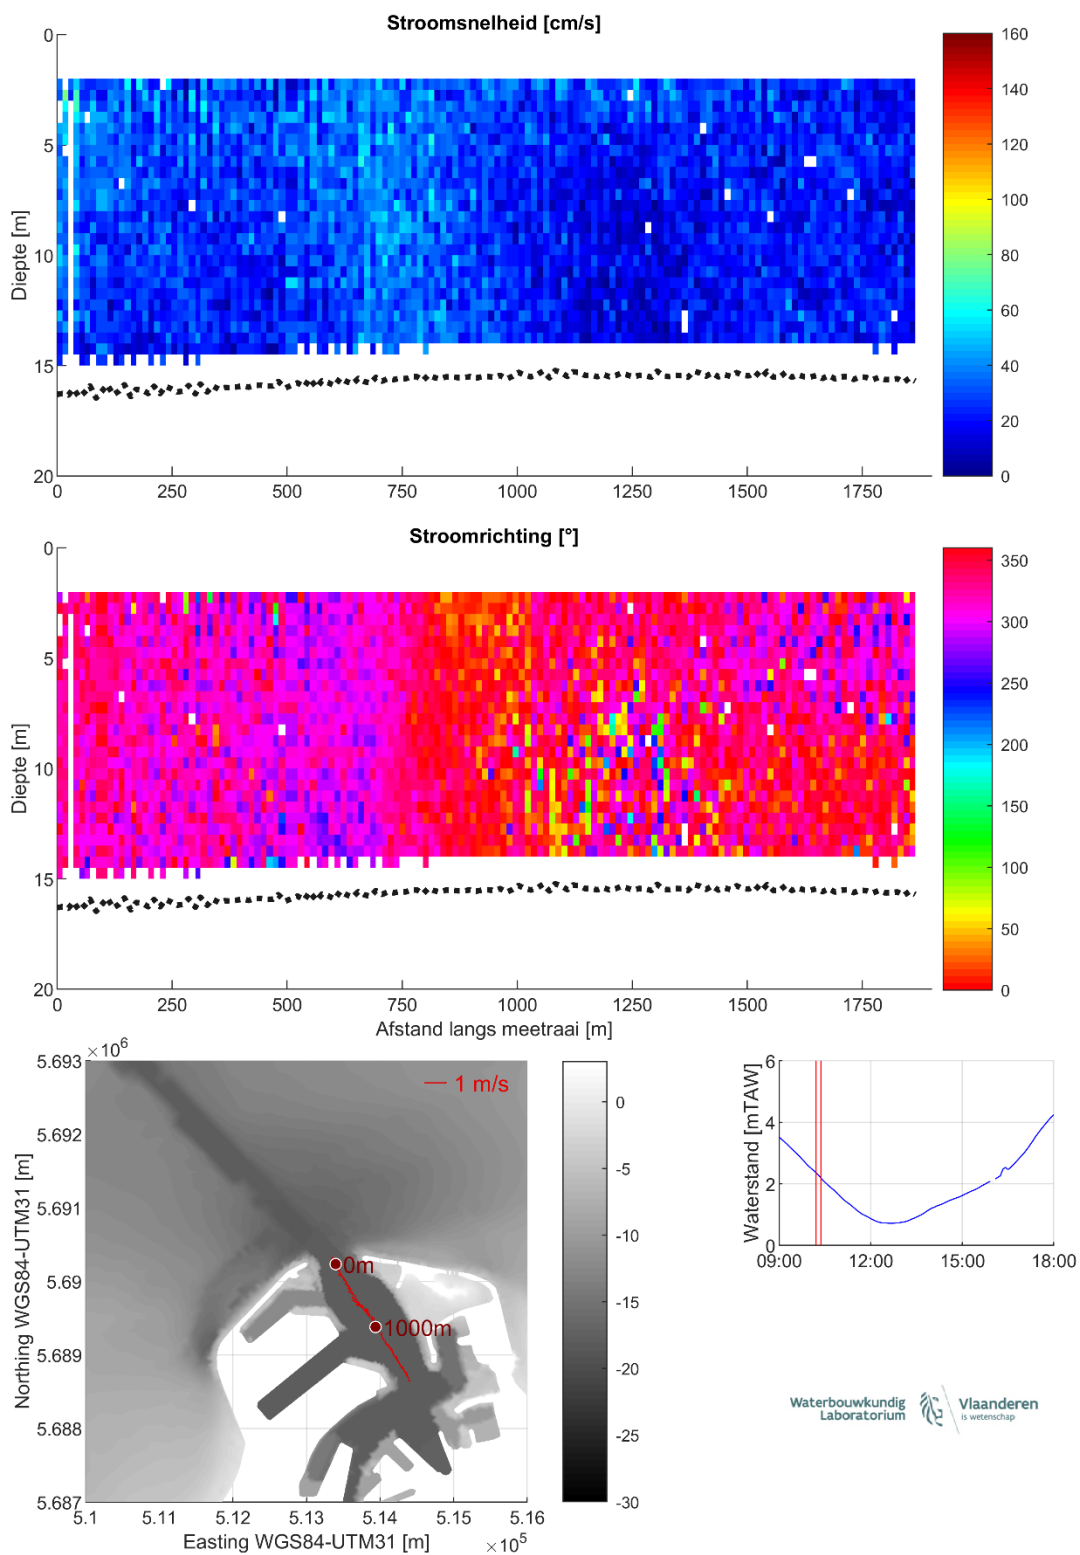 Stroomsnelheid [cm/s]
0
5
10
15
20
Diepte [m]
0 250 500 750 1000 1250 1500 1750
160
140
120
100
80
60
40
20
0
Stroomrichting [°]
0
5
10
15
20
Diepte [m]
0 250 500 750 1000 1250 1500 1750
Afstand langs meetraai [m]
350
300
250
200
150
100
50
0
×10⁶
5.693
5.692
5.691
5.69
5.689
5.688
5.687
Northing WGS84-UTM31 [m]
1 m/s
0m
1000m
5.1 5.11 5.12 5.13 5.14 5.15 5.16
Easting WGS84-UTM31 [m]
×10⁵
0
-5
-10
-15
-20
-25
-30
Waterstand [mTAW]
6
4
2
0
09:00 12:00 15:00 18:00
Waterbouwkundig
Laboratorium
Vlaanderen
is wetenschap